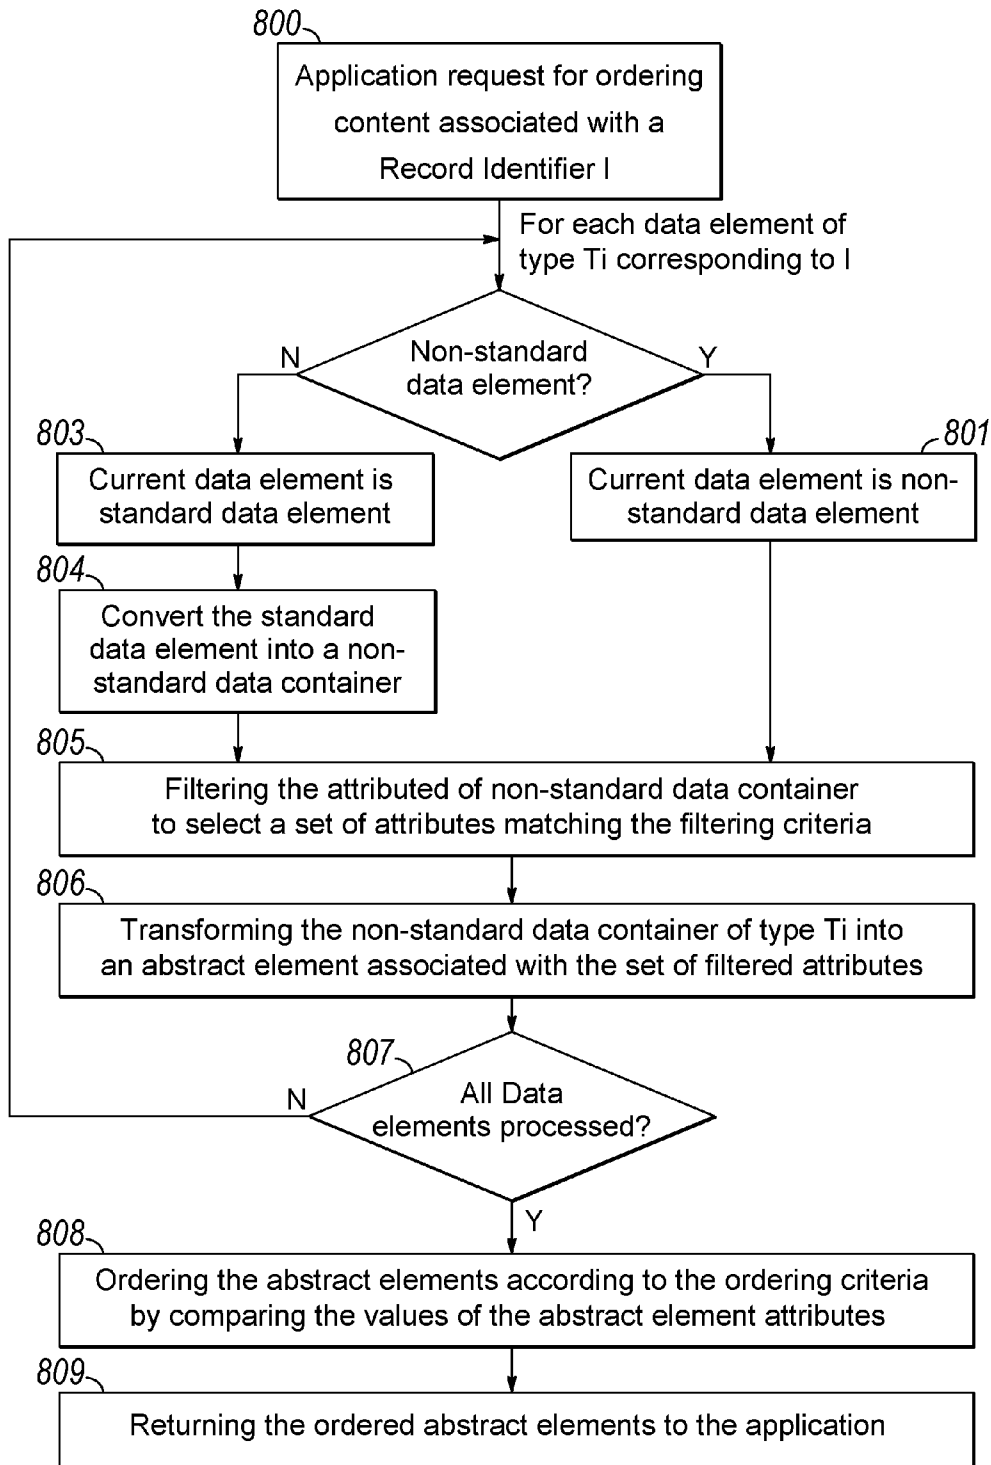 800
Application request for ordering
content associated with a
Record Identifier I
For each data element of
type Ti corresponding to I
Non-standard
data element?
N
Y
803
Current data element is
standard data element
801
Current data element is non-
standard data element
804
Convert the standard
data element into a non-
standard data container
805
Filtering the attributed of non-standard data container
to select a set of attributes matching the filtering criteria
806
Transforming the non-standard data container of type Ti into
an abstract element associated with the set of filtered attributes
807
All Data
elements processed?
N
Y
808
Ordering the abstract elements according to the ordering criteria
by comparing the values of the abstract element attributes
809
Returning the ordered abstract elements to the application